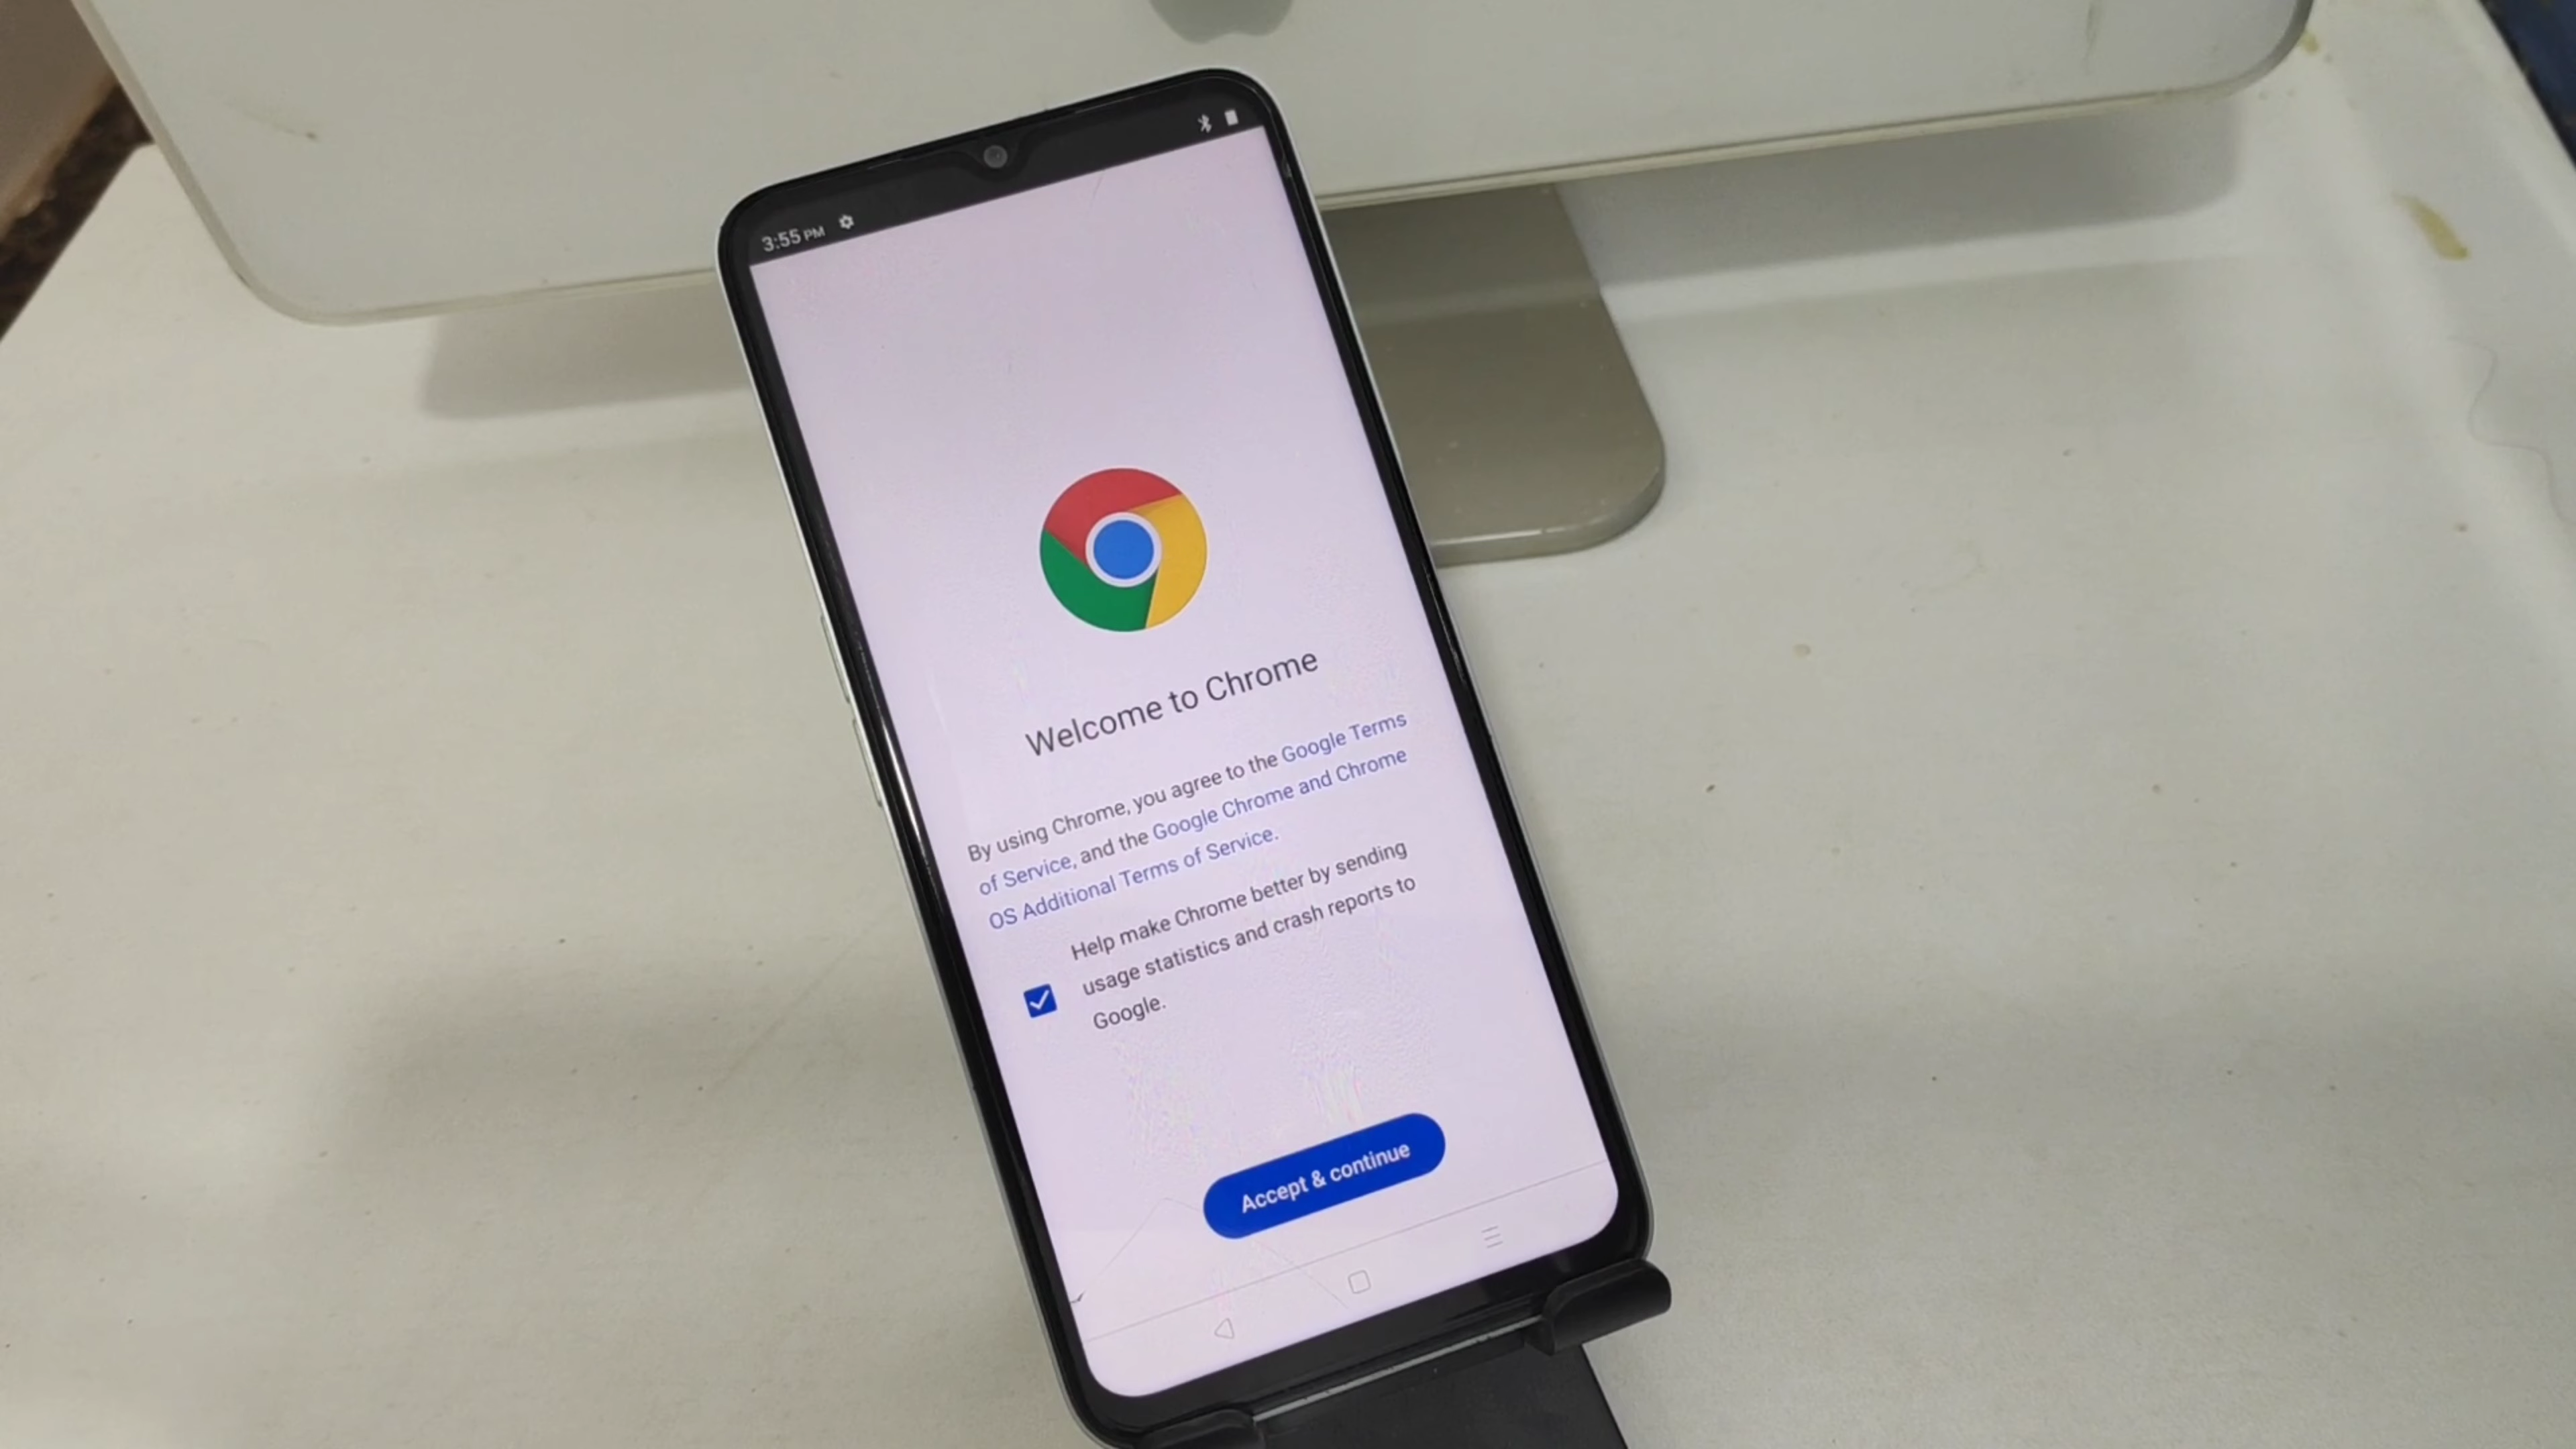 3:55 PM
Welcome to Chrome
By using Chrome, you agree to the Google Terms
of Service, and the Google Chrome and Chrome
OS Additional Terms of Service.
Help make Chrome better by sending
usage statistics and crash reports to
Google.
Accept & continue